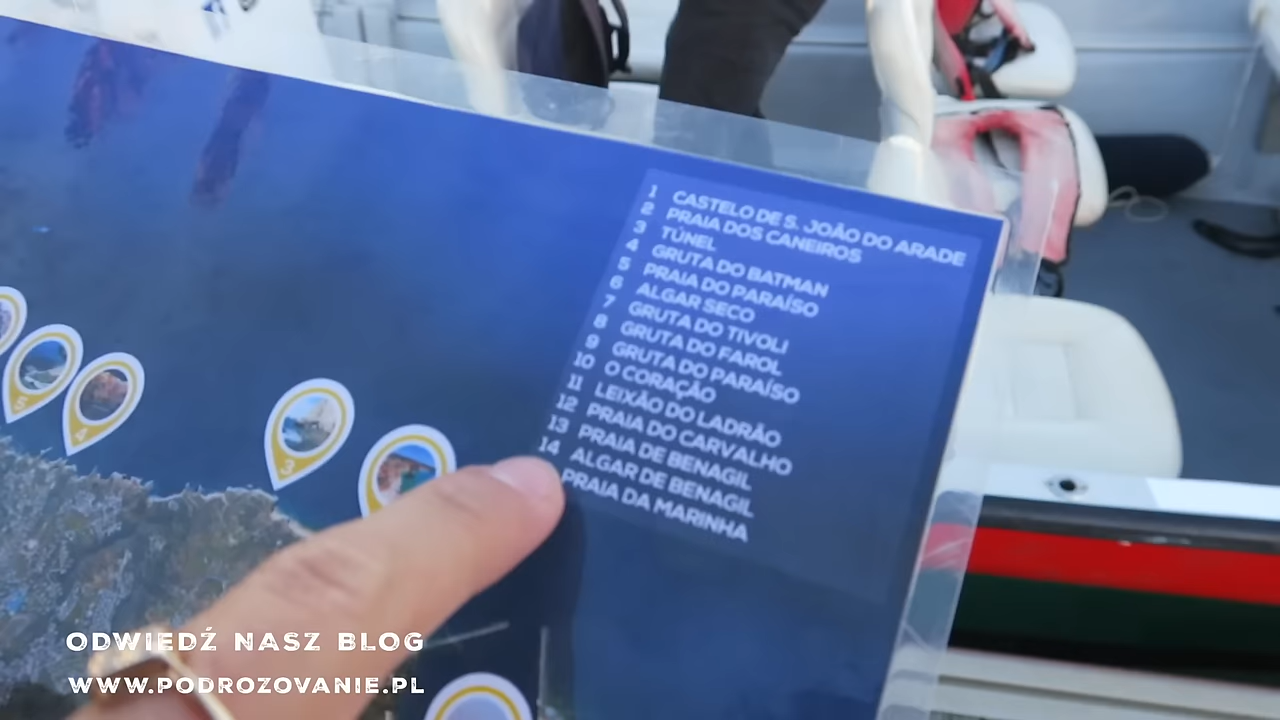 1 CASTELO DE S. JOÃO DO ARADE
2 PRAIA DOS CANEIROS
3 TÚNEL
4 GRUTA DO BATMAN
5 PRAIA DO PARAÍSO
6 ALGAR SECO
7 GRUTA DO TIVOLI
8 GRUTA DO FAROL
9 GRUTA DO PARAÍSO
10 O CORAÇÃO
11 LEIXÃO DO LADRÃO
12 PRAIA DO CARVALHO
13 PRAIA DE BENAGIL
14 ALGAR DE BENAGIL
PRAIA DA MARINHA
5
4
3
ODWIEDŹ NASZ BLOG
WWW.PODROZOVANIE.PL